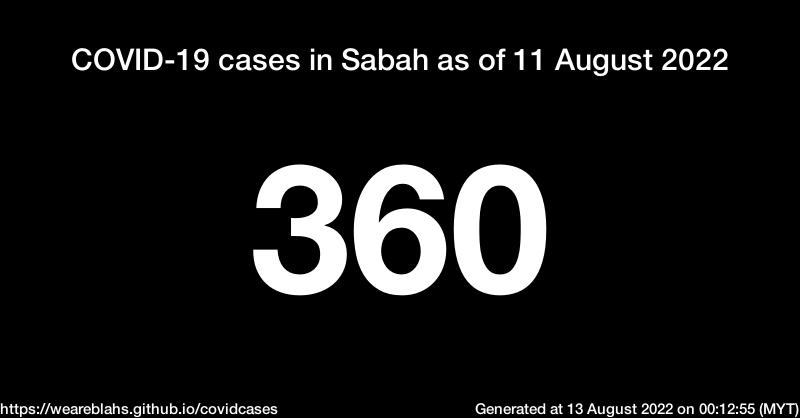 COVID-19 cases in Sabah as of 11 August 2022
360
https://weareblahs.github.io/covidcases
Generated at 13 August 2022 on 00:12:55 (MYT)